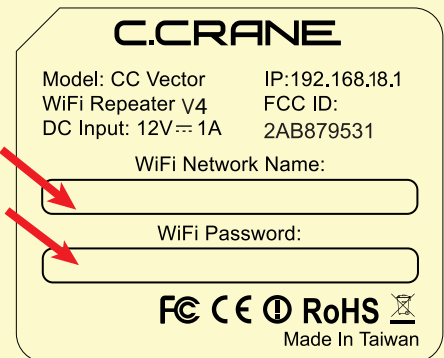 C.CRANE
Model: CC Vector IP:192.168.18.1
WiFi Repeater V4 FCC ID:
DC Input: 12V⎓1A 2AB879531
WiFi Network Name:
WiFi Password:
FC CE RoHS
Made In Taiwan